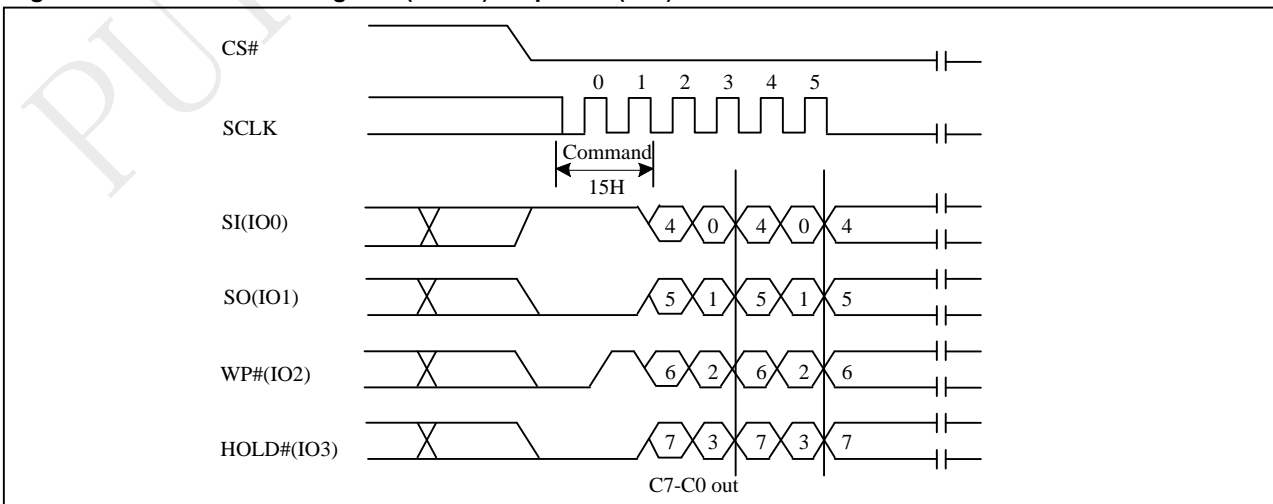 PU
CS#
0 1 2 3 4 5
SCLK
Command
15H
SI(IO0) 4 0 4 0 4
SO(IO1) 5 1 5 1 5
WP#(IO2) 6 2 6 2 6
HOLD#(IO3) 7 3 7 3 7
C7-C0 out